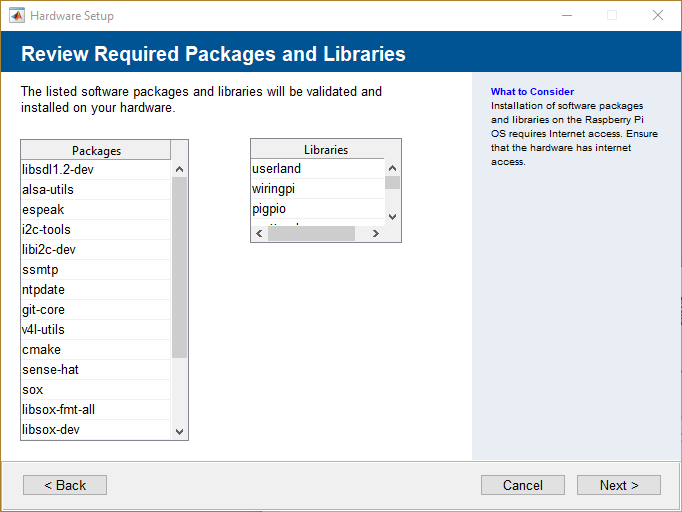 Hardware Setup
Review Required Packages and Libraries
The listed software packages and libraries will be validated and
installed on your hardware.
Packages
libsdl1.2-dev
alsa-utils
espeak
i2c-tools
libi2c-dev
ssmtp
ntpdate
git-core
v4l-utils
cmake
sense-hat
sox
libsox-fmt-all
libsox-dev
Libraries
userland
wiringpi
pigpio
What to Consider
Installation of software packages
and libraries on the Raspberry Pi
OS requires Internet access. Ensure
that the hardware has internet
access.
< Back
Cancel
Next >